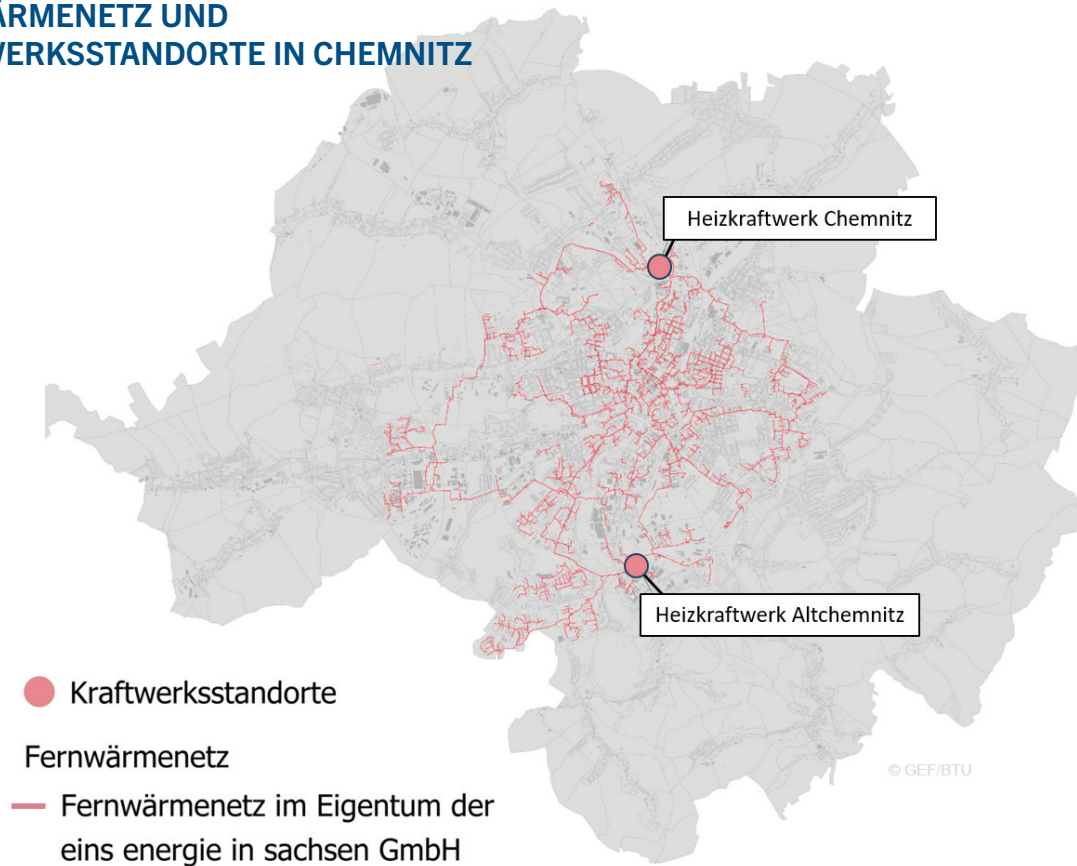 ÄRMENETZ UND
WERKSSTANDORTE IN CHEMNITZ
Heizkraftwerk Chemnitz
Heizkraftwerk Altchemnitz
Kraftwerksstandorte
Fernwärmenetz
© GEF/BTU
Fernwärmenetz im Eigentum der
eins energie in sachsen GmbH